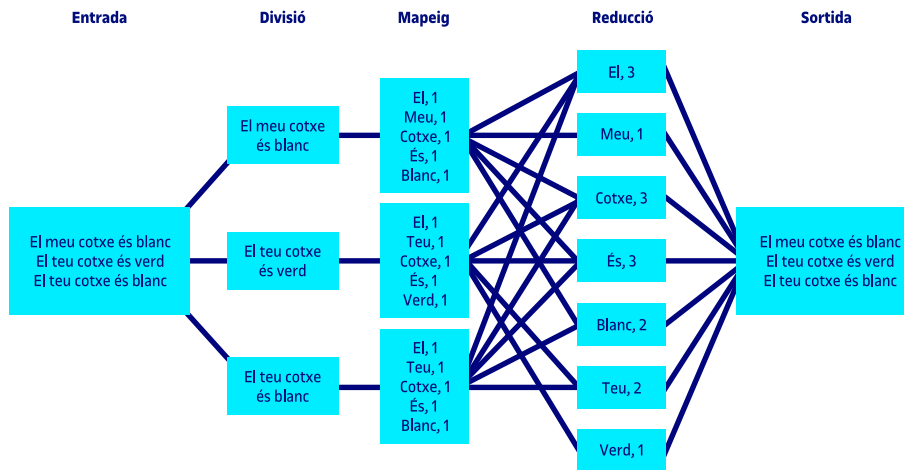 Entrada
Divisió
Mapeig
Reducció
Sortida
El meu cotxe és blanc
El teu cotxe és verd
El teu cotxe és blanc
El meu cotxe
és blanc
El teu cotxe
és verd
El teu cotxe
és blanc
El, 1
Meu, 1
Cotxe, 1
És, 1
Blanc, 1
El, 1
Teu, 1
Cotxe, 1
És, 1
Verd, 1
El, 1
Teu, 1
Cotxe, 1
És, 1
Blanc, 1
El, 3
Meu, 1
Cotxe, 3
És, 3
Blanc, 2
Teu, 2
Verd, 1
El meu cotxe és blanc
El teu cotxe és verd
El teu cotxe és blanc